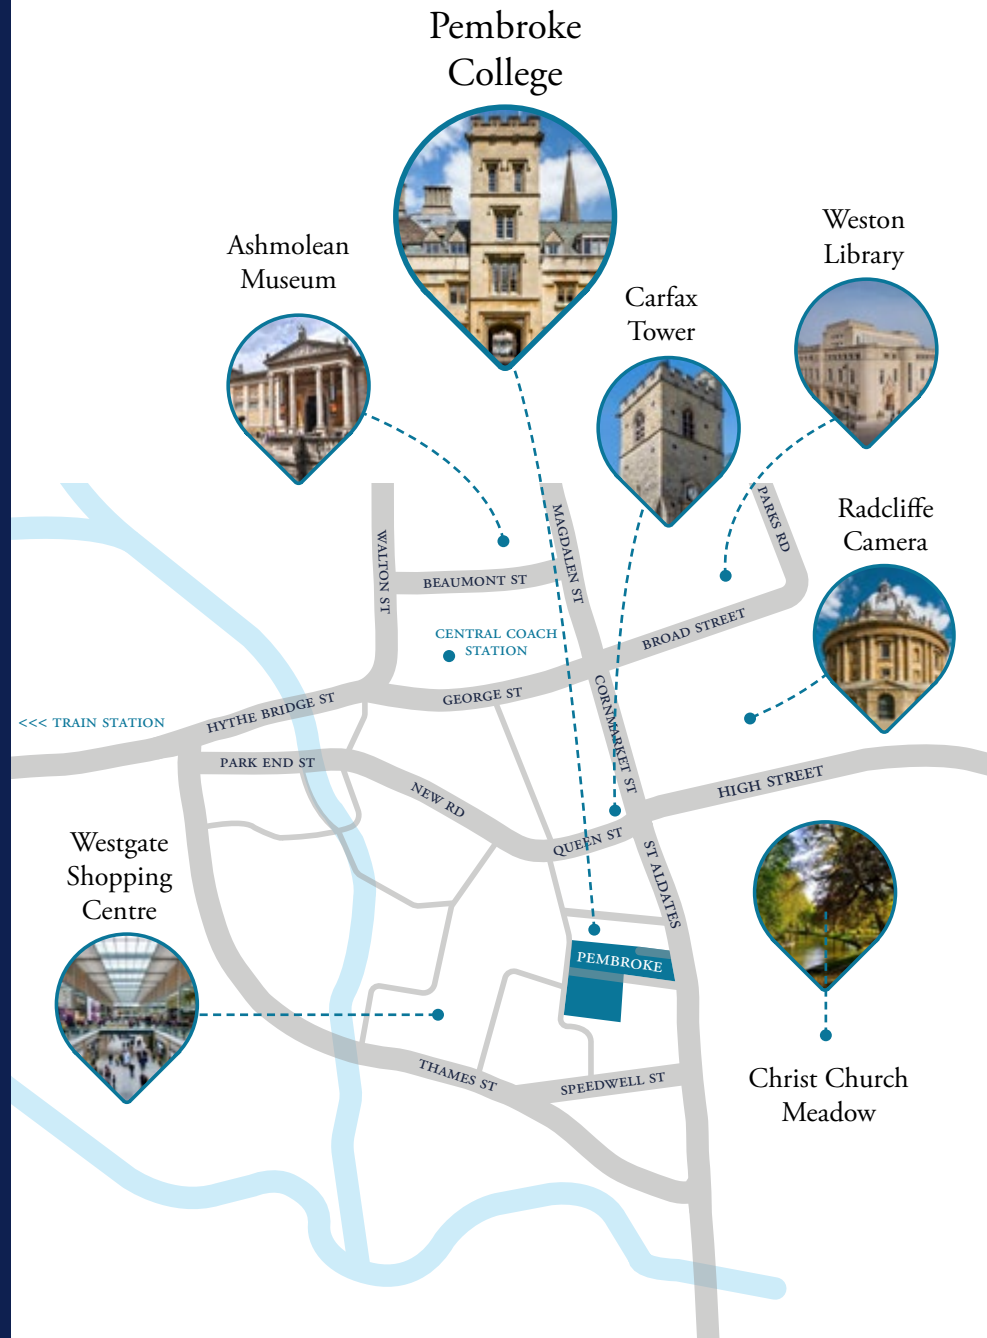 Pembroke
College
Weston
Library
Ashmolean
Museum
Carfax
Tower
Radcliffe
Camera
PARKS RD
MAGDALEN ST
WALTON ST
BEAUMONT ST
BROAD STREET
CENTRAL COACH
STATION
GEORGE ST
CORNMARKET ST
HYTHE BRIDGE ST
<<< TRAIN STATION
PARK END ST
HIGH STREET
NEW RD
QUEEN ST
ST ALDATES
Westgate
Shopping
Centre
PEMBROKE
THAMES ST
SPEEDWELL ST
Christ Church
Meadow